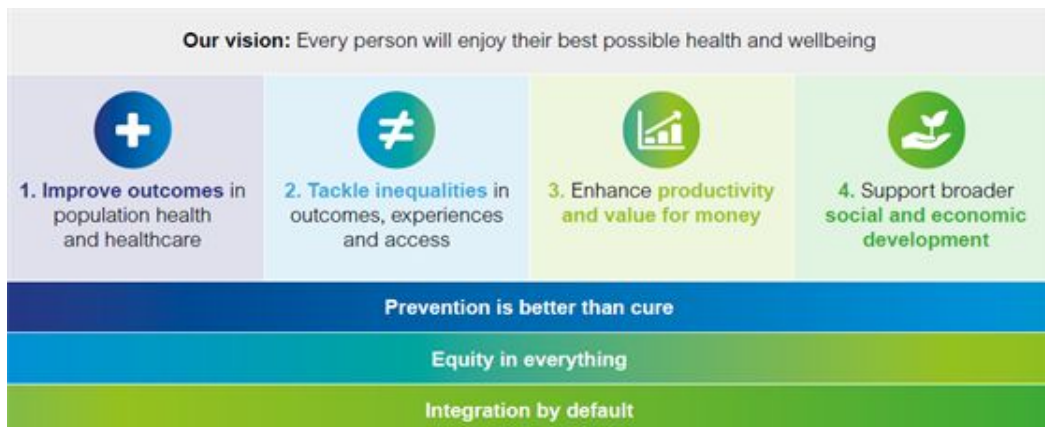 Our vision: Every person will enjoy their best possible health and wellbeing
1. Improve outcomes in
population health
and healthcare
2. Tackle inequalities in
outcomes, experiences
and access
3. Enhance productivity
and value for money
4. Support broader
social and economic
development
Prevention is better than cure
Equity in everything
Integration by default